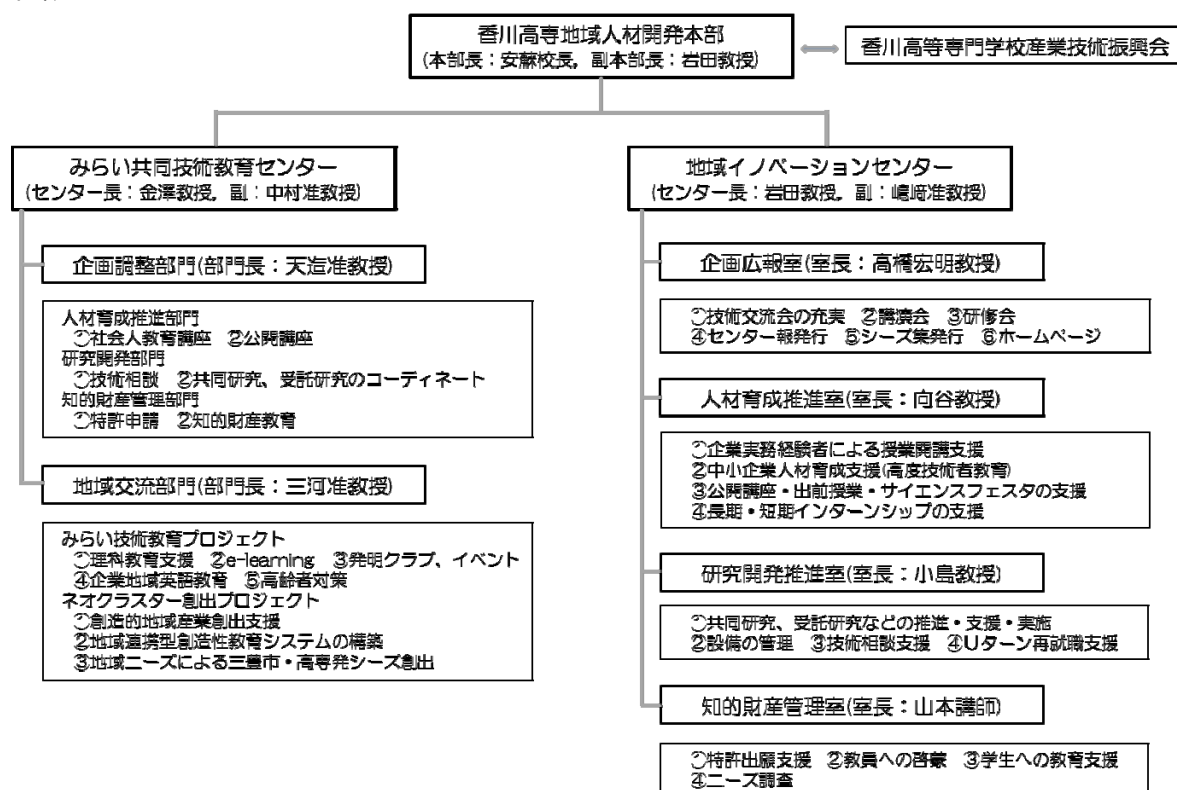 香川高専地域人材開発本部
(本部長：安藤校長，副本部長：岩田教授)
香川高等専門学校産業技術振興会
みらい共同技術教育センター
(センター長：金澤教授，副：中村准教授)
企画調整部門(部門長：天造准教授)
人材育成推進部門
①社会人教育講座 ②公開講座
研究開発部門
①技術相談 ②共同研究、受託研究のコーディネート
知的財産管理部門
①特許申請 ②知的財産教育
地域交流部門(部門長：三河准教授)
みらい技術教育プロジェクト
①理科教育支援 ②e-learning ③発明クラブ、イベント
④企業地域英語教育 ⑤高齢者対策
ネオクラスター創出プロジェクト
①創造的地域産業創出支援
②地域連携型創造性教育システムの構築
③地域ニーズによる三豊市・高専発シーズ創出
地域イノベーションセンター
(センター長：岩田教授，副：嶋﨑准教授)
企画広報室(室長：高橋宏明教授)
①技術交流会の充実 ②講演会 ③研修会
④センター報発行 ⑤シーズ集発行 ⑥ホームページ
人材育成推進室(室長：向谷教授)
①企業実務経験者による授業開講支援
②中小企業人材育成支援(高度技術者教育)
③公開講座・出前授業・サイエンスフェスタの支援
④長期・短期インターンシップの支援
研究開発推進室(室長：小島教授)
①共同研究、受託研究などの推進・支援・実施
②設備の管理 ③技術相談支援 ④Uターン再就職支援
知的財産管理室(室長：山本講師)
①特許出願支援 ②教員への啓蒙 ③学生への教育支援
④ニーズ調査